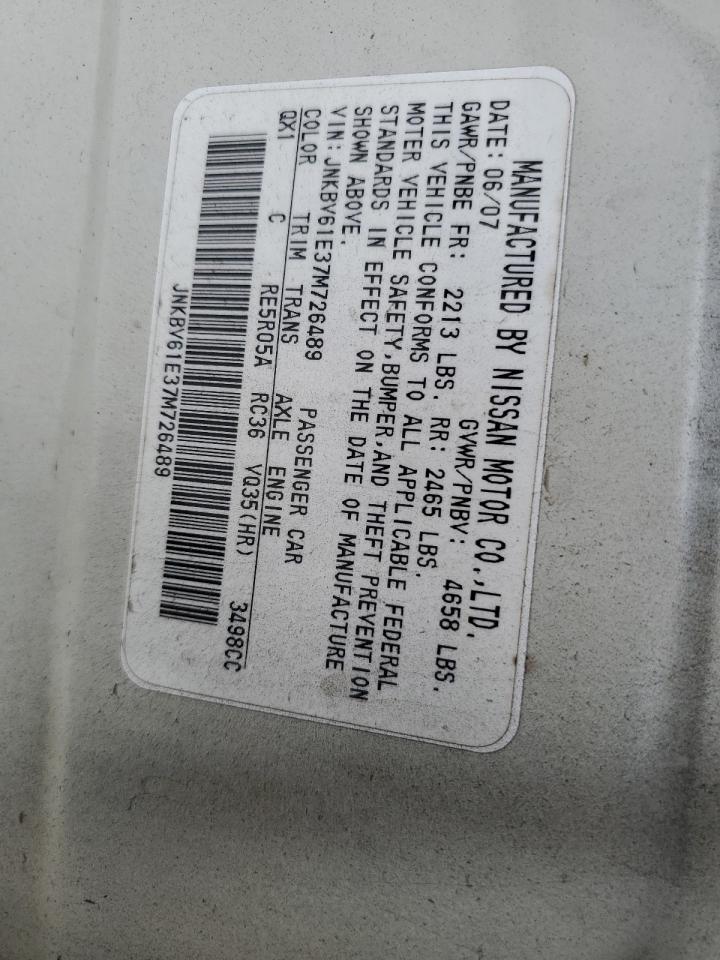 MANUFACTURED BY NISSAN MOTOR CO.,LTD.
DATE: 06/07 GVWR/PNBV: 4658 LBS.
GAWR/PNBE FR: 2213 LBS. RR: 2465 LBS.
THIS VEHICLE CONFORMS TO ALL APPLICABLE FEDERAL
MOTER VEHICLE SAFETY,BUMPER,AND THEFT PREVENTION
STANDARDS IN EFFECT ON THE DATE OF MANUFACTURE
SHOWN ABOVE.
VIN:JNKBV61E37M726489 PASSENGER CAR
COLOR TRIM TRANS AXLE ENGINE
QX1 C RE5R05A RC36 VQ35(HR) 3498CC
JNKBV61E37M726489